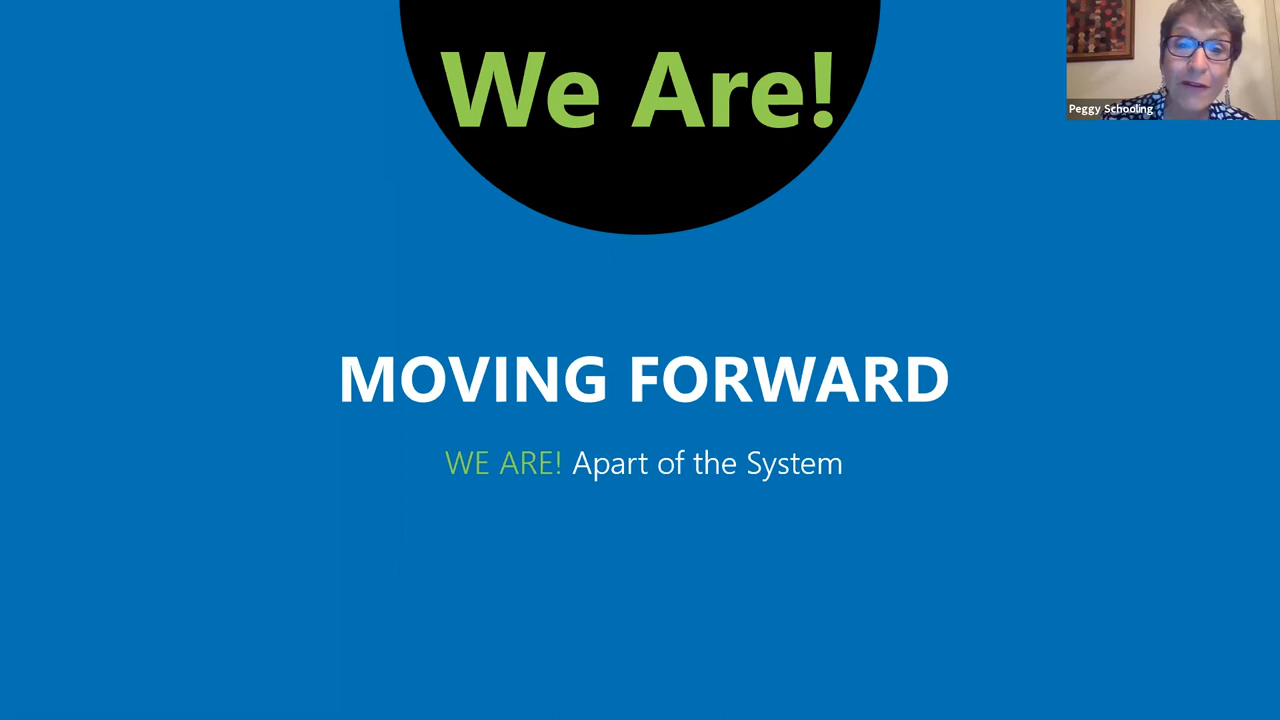 We Are!
Peggy Schooling
MOVING FORWARD
WE ARE! Apart of the System